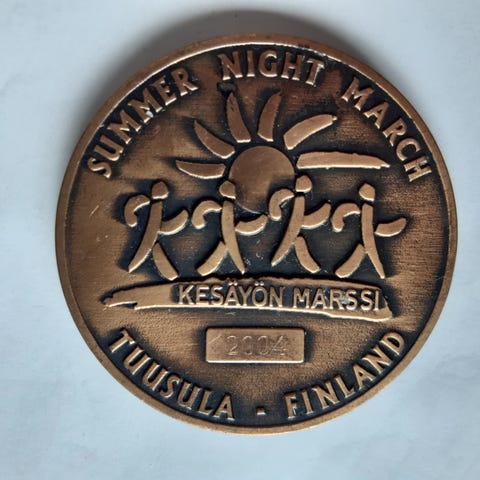 SUMMER NIGHT MARCH
KESÄYÖN MARSSI
2004
TUUSULA - FINLAND